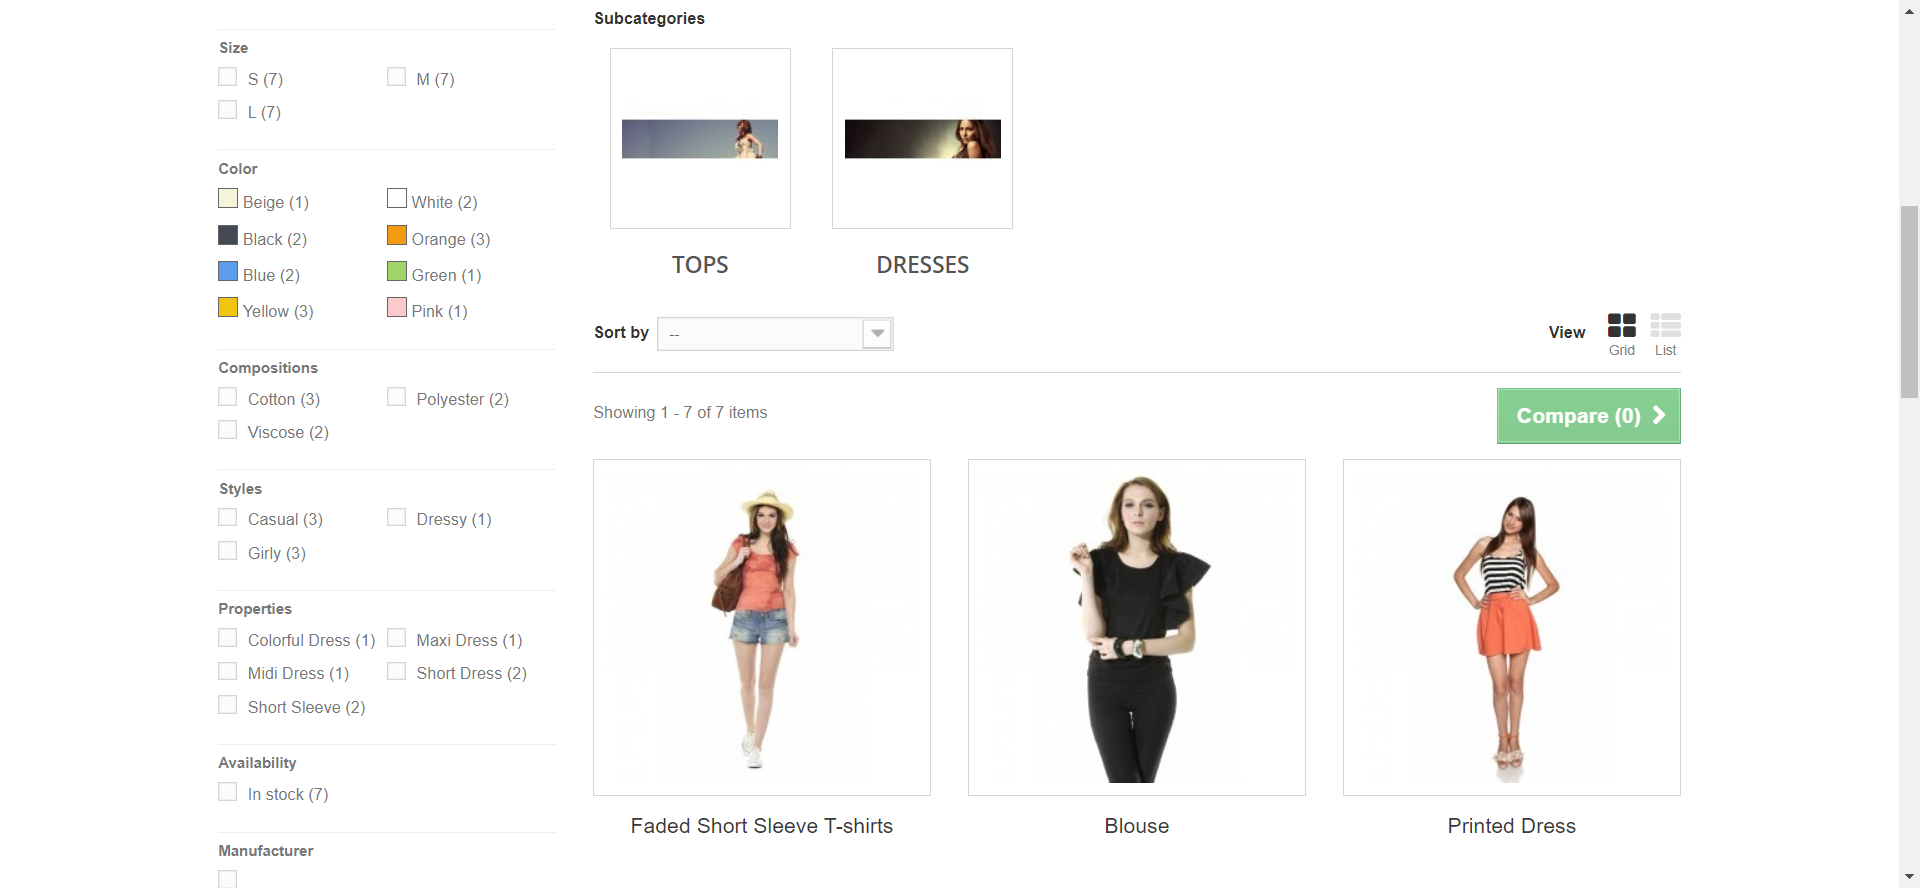 Size
S (7)
M (7)
L (7)
Color
Beige (1)
White (2)
Black (2)
Orange (3)
Blue (2)
Green (1)
Yellow (3)
Pink (1)
Compositions
Cotton (3)
Polyester (2)
Viscose (2)
Styles
Casual (3)
Dressy (1)
Girly (3)
Properties
Colorful Dress (1)
Maxi Dress (1)
Midi Dress (1)
Short Dress (2)
Short Sleeve (2)
Availability
In stock (7)
Manufacturer
Subcategories
TOPS
DRESSES
Sort by
--
View
Grid
List
Showing 1 - 7 of 7 items
Compare (0)
Faded Short Sleeve T-shirts
Blouse
Printed Dress